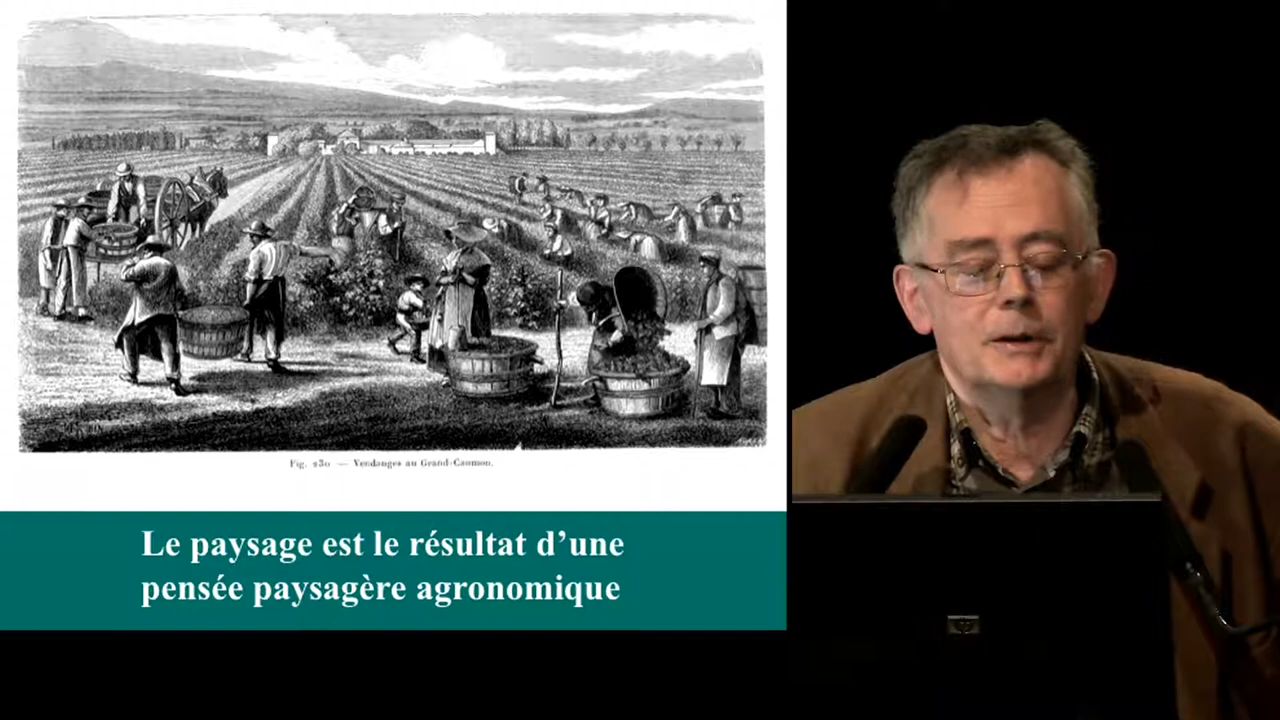 Fig. 230 — Vendanges au Grand-Caumon.
Le paysage est le résultat d’une
pensée paysagère agronomique